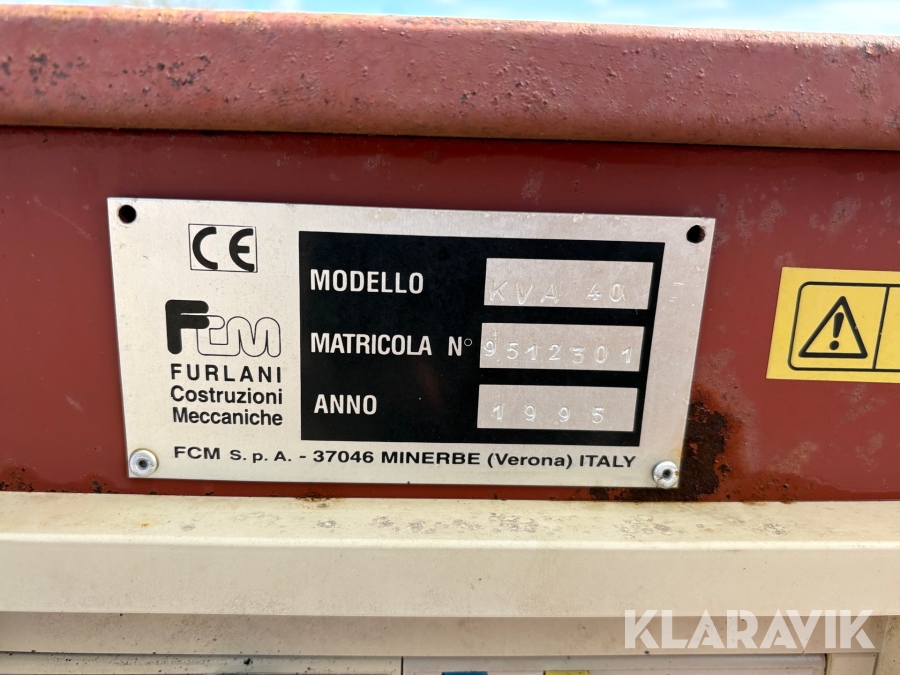 CE
MODELLO KVA 40
FCM
MATRICOLA N° 9512301
FURLANI
Costruzioni
Meccaniche
ANNO 1995
FCM S.p.A. - 37046 MINERBE (Verona) ITALY
KLARAVIK